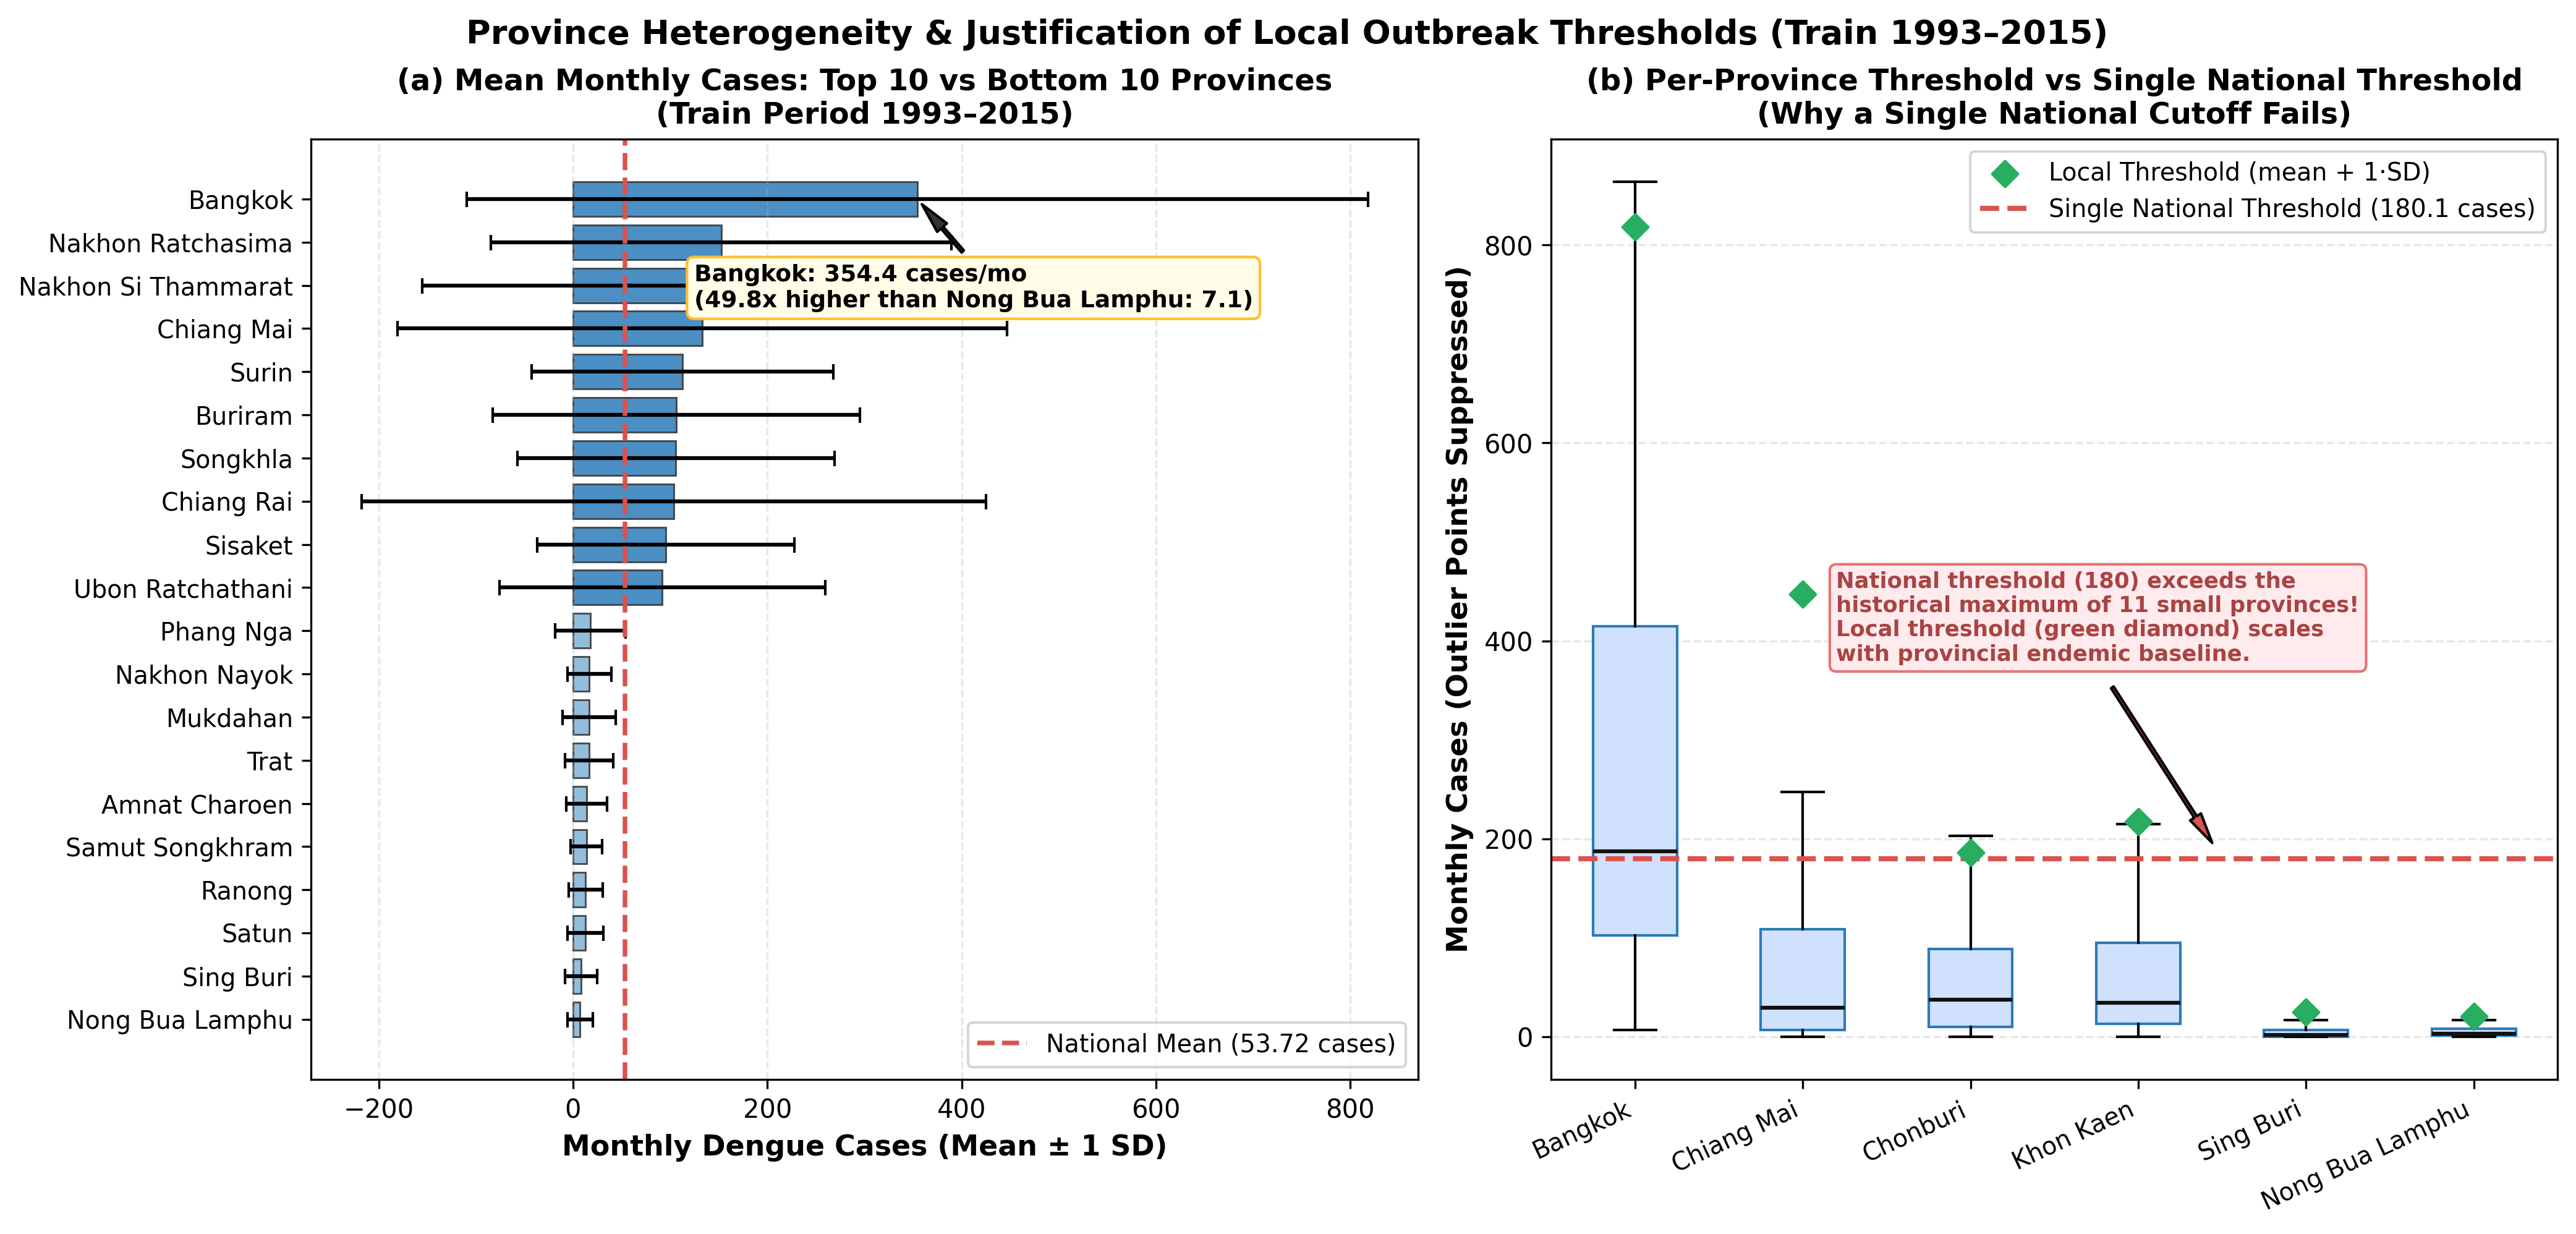 Province Heterogeneity & Justification of Local Outbreak Thresholds (Train 1993–2015)
(a) Mean Monthly Cases: Top 10 vs Bottom 10 Provinces
(Train Period 1993–2015)
Bangkok
Nakhon Ratchasima
Nakhon Si Thammarat
Chiang Mai
Surin
Buriram
Songkhla
Chiang Rai
Sisaket
Ubon Ratchathani
Phang Nga
Nakhon Nayok
Mukdahan
Trat
Amnat Charoen
Samut Songkhram
Ranong
Satun
Sing Buri
Nong Bua Lamphu
Bangkok: 354.4 cases/mo
(49.8x higher than Nong Bua Lamphu: 7.1)
National Mean (53.72 cases)
−200
0
200
400
600
800
Monthly Dengue Cases (Mean ± 1 SD)
(b) Per-Province Threshold vs Single National Threshold
(Why a Single National Cutoff Fails)
Monthly Cases (Outlier Points Suppressed)
800
600
400
200
0
Local Threshold (mean + 1·SD)
Single National Threshold (180.1 cases)
National threshold (180) exceeds the
historical maximum of 11 small provinces!
Local threshold (green diamond) scales
with provincial endemic baseline.
Bangkok
Chiang Mai
Chonburi
Khon Kaen
Sing Buri
Nong Bua Lamphu